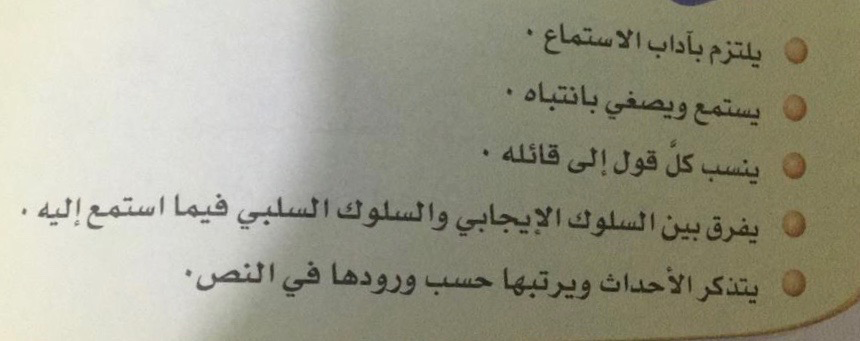 يلتزم بآداب الاستماع .
يستمع ويصغي بانتباه .
ينسب كلَّ قول إلى قائله .
يفرق بين السلوك الإيجابي والسلوك السلبي فيما استمع إليه .
يتذكر الأحداث ويرتبها حسب ورودها في النص.